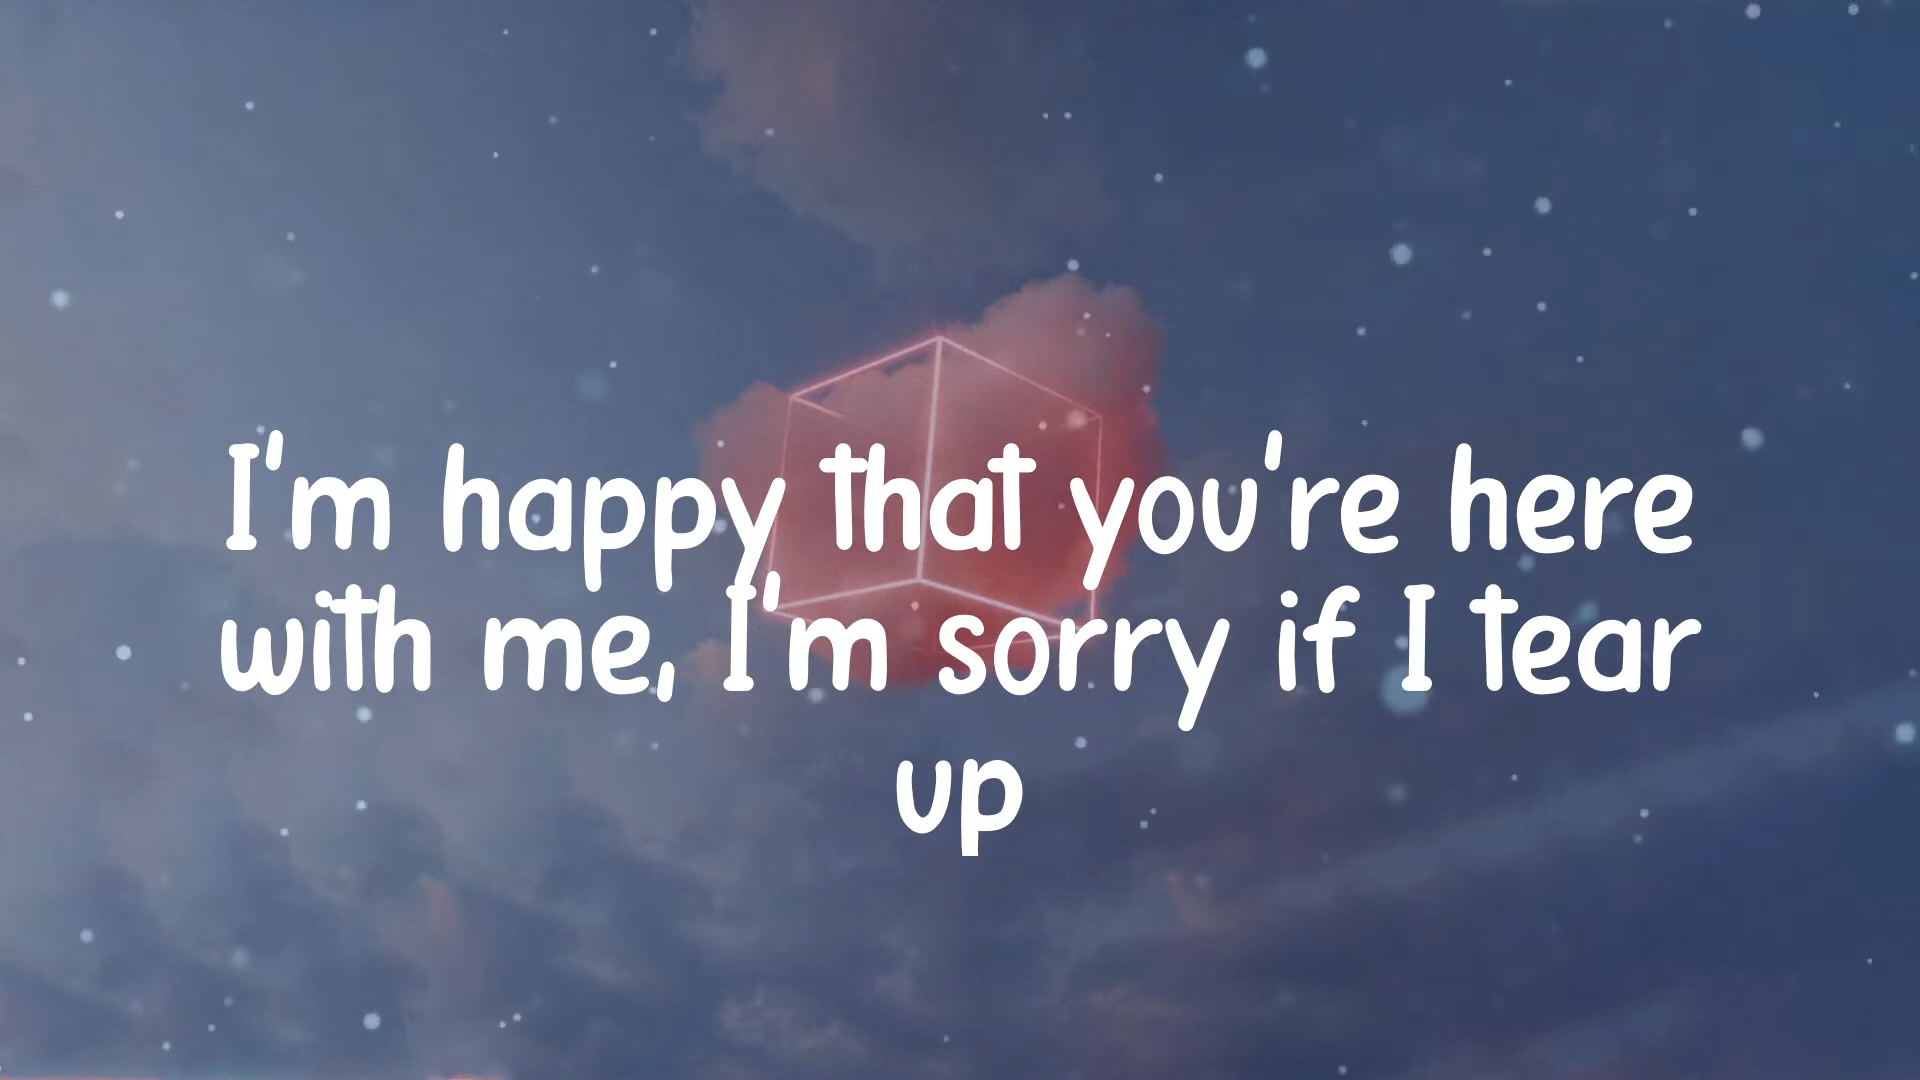 I'm happy that you're here
with me, I'm sorry if I tear
up